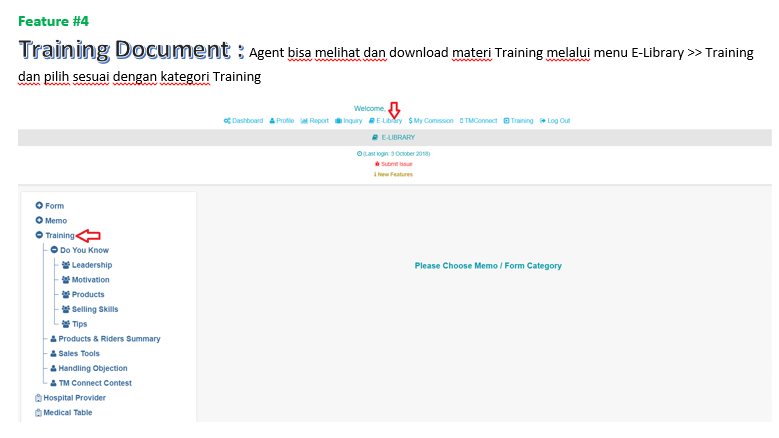 Feature #4
Training Document : Agent bisa melihat dan download materi Training melalui menu E-Library >> Training
dan pilih sesuai dengan kategori Training
Welcome,
Dashboard Profile Report Inquiry E-Library $ My Comission TMConnect Training Log Out
E-LIBRARY
(Last login: 3 October 2018)
Submit Issue
New Features
Form
Memo
Training
Do You Know
Leadership
Please Choose Memo / Form Category
Motivation
Products
Selling Skills
Tips
Products & Riders Summary
Sales Tools
Handling Objection
TM Connect Contest
Hospital Provider
Medical Table